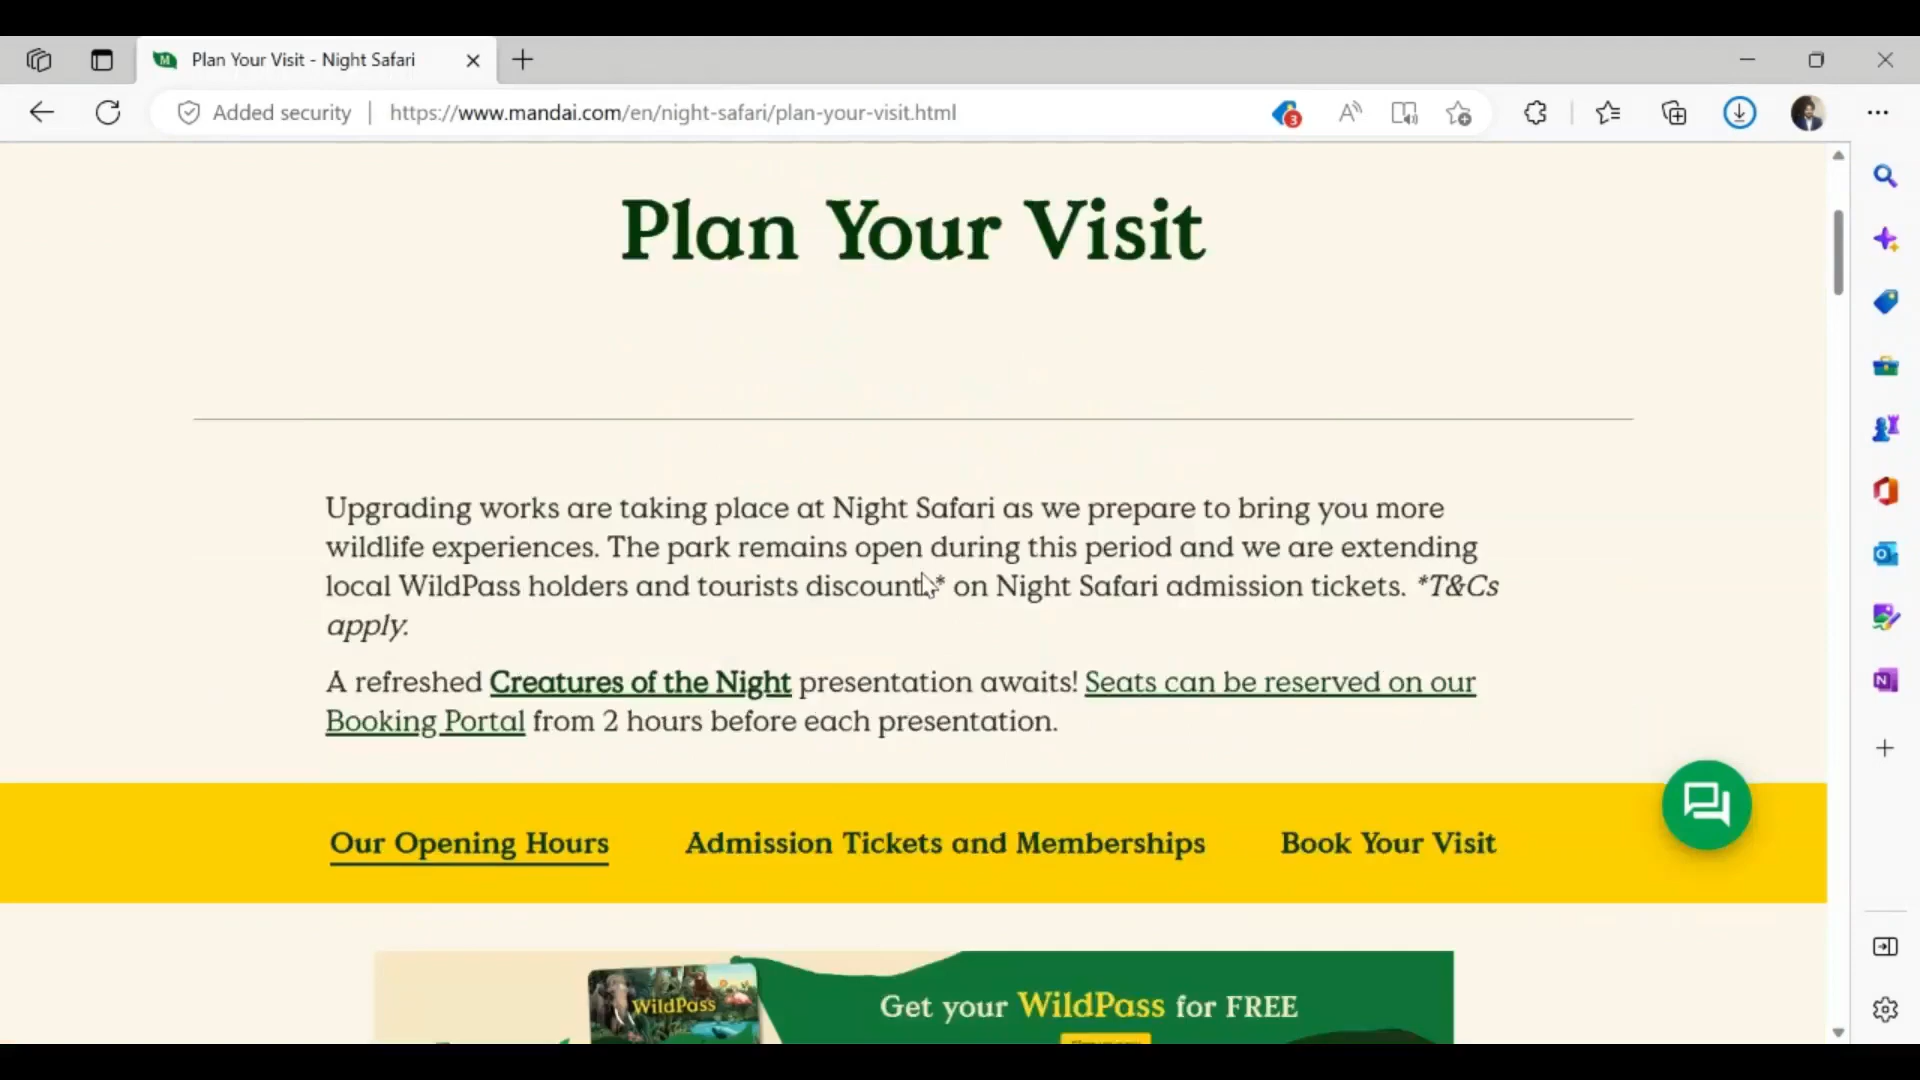 Plan Your Visit - Night Safari
Added security
https://www.mandai.com/en/night-safari/plan-your-visit.html
3
Plan Your Visit
Upgrading works are taking place at Night Safari as we prepare to bring you more
wildlife experiences. The park remains open during this period and we are extending
local WildPass holders and tourists discount* on Night Safari admission tickets. *T&Cs
apply.
A refreshed Creatures of the Night presentation awaits! Seats can be reserved on our
Booking Portal from 2 hours before each presentation.
Our Opening Hours
Admission Tickets and Memberships
Book Your Visit
WildPass
Get your WildPass for FREE